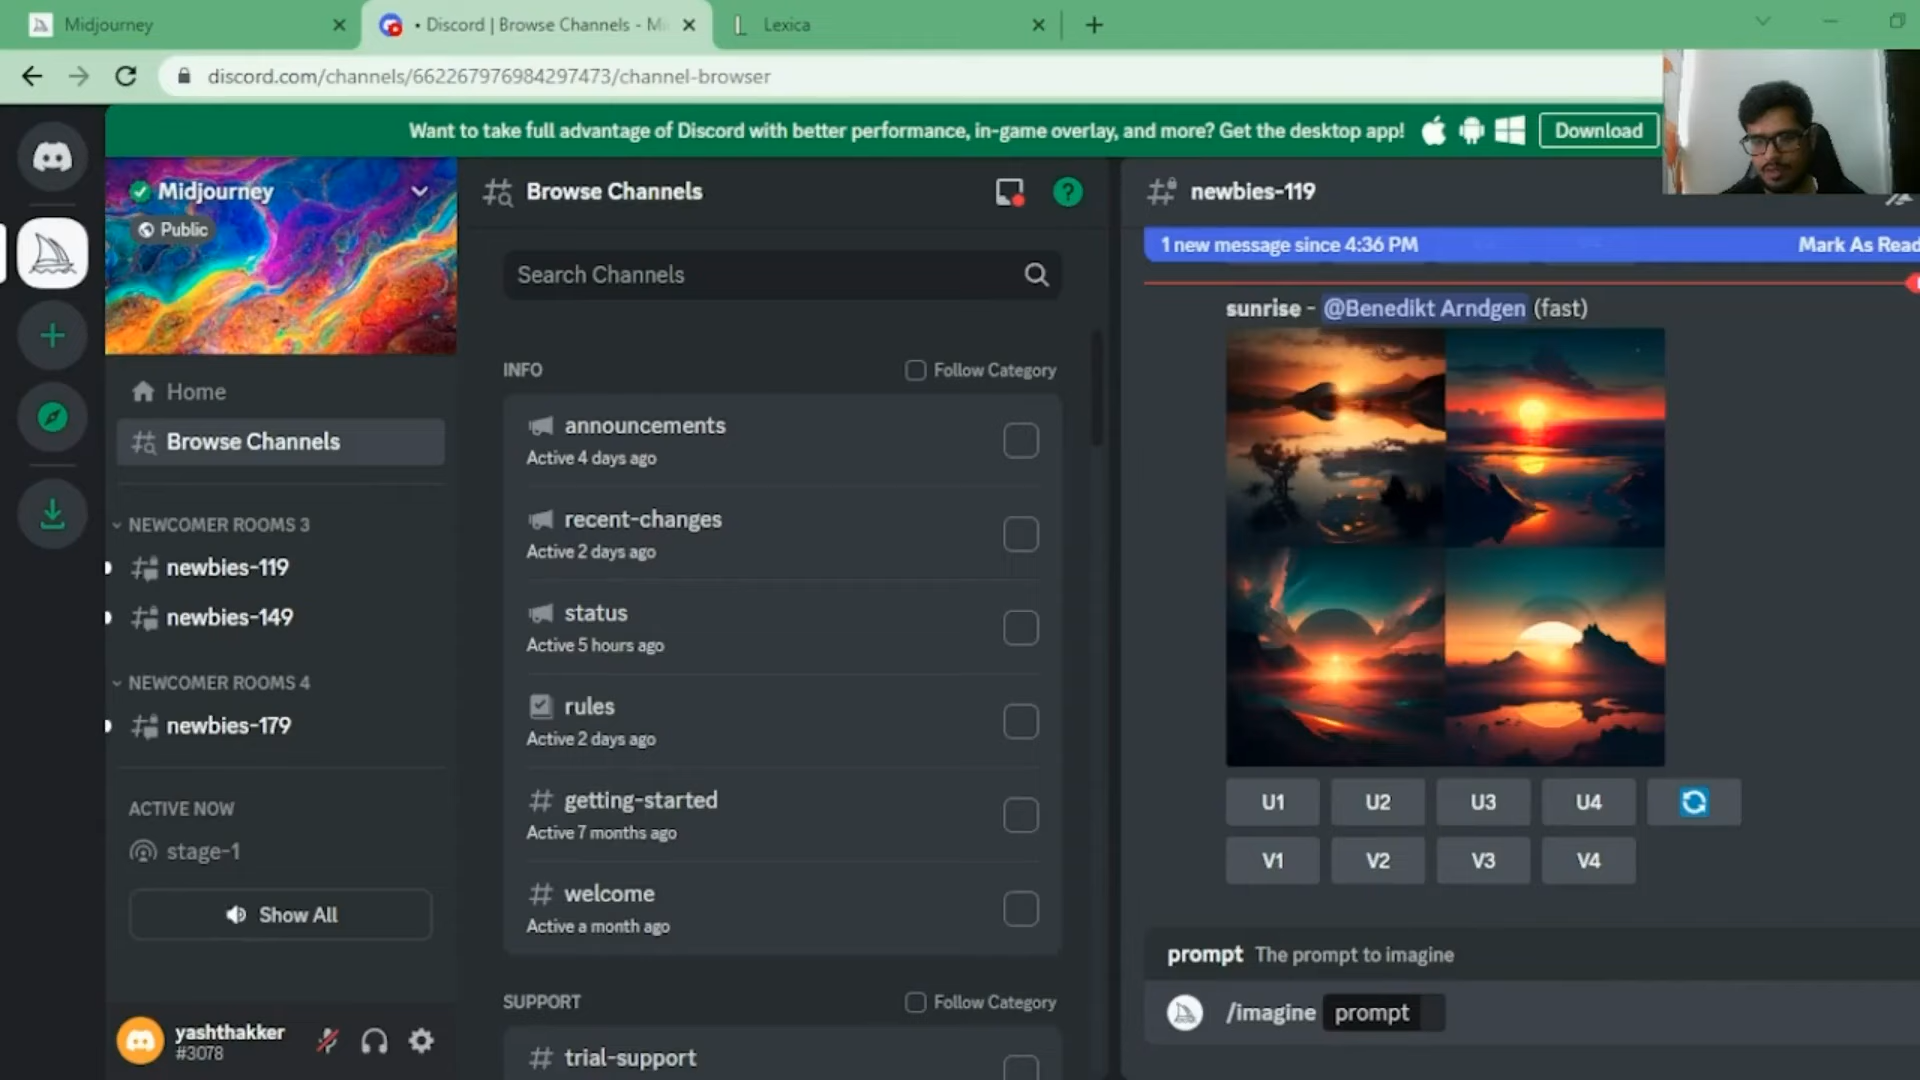 Midjourney
• Discord | Browse Channels - Mi
Lexica
discord.com/channels/662267976984297473/channel-browser
Want to take full advantage of Discord with better performance, in-game overlay, and more? Get the desktop app!
Download
Midjourney
Public
Home
Browse Channels
NEWCOMER ROOMS 3
newbies-119
newbies-149
NEWCOMER ROOMS 4
newbies-179
ACTIVE NOW
stage-1
Show All
yashthakker
#3078
Browse Channels
Search Channels
INFO
Follow Category
announcements
Active 4 days ago
recent-changes
Active 2 days ago
status
Active 5 hours ago
rules
Active 2 days ago
getting-started
Active 7 months ago
welcome
Active a month ago
SUPPORT
Follow Category
trial-support
newbies-119
1 new message since 4:36 PM
Mark As Read
sunrise - @Benedikt Arndgen (fast)
U1 U2 U3 U4
V1 V2 V3 V4
prompt The prompt to imagine
/imagine prompt